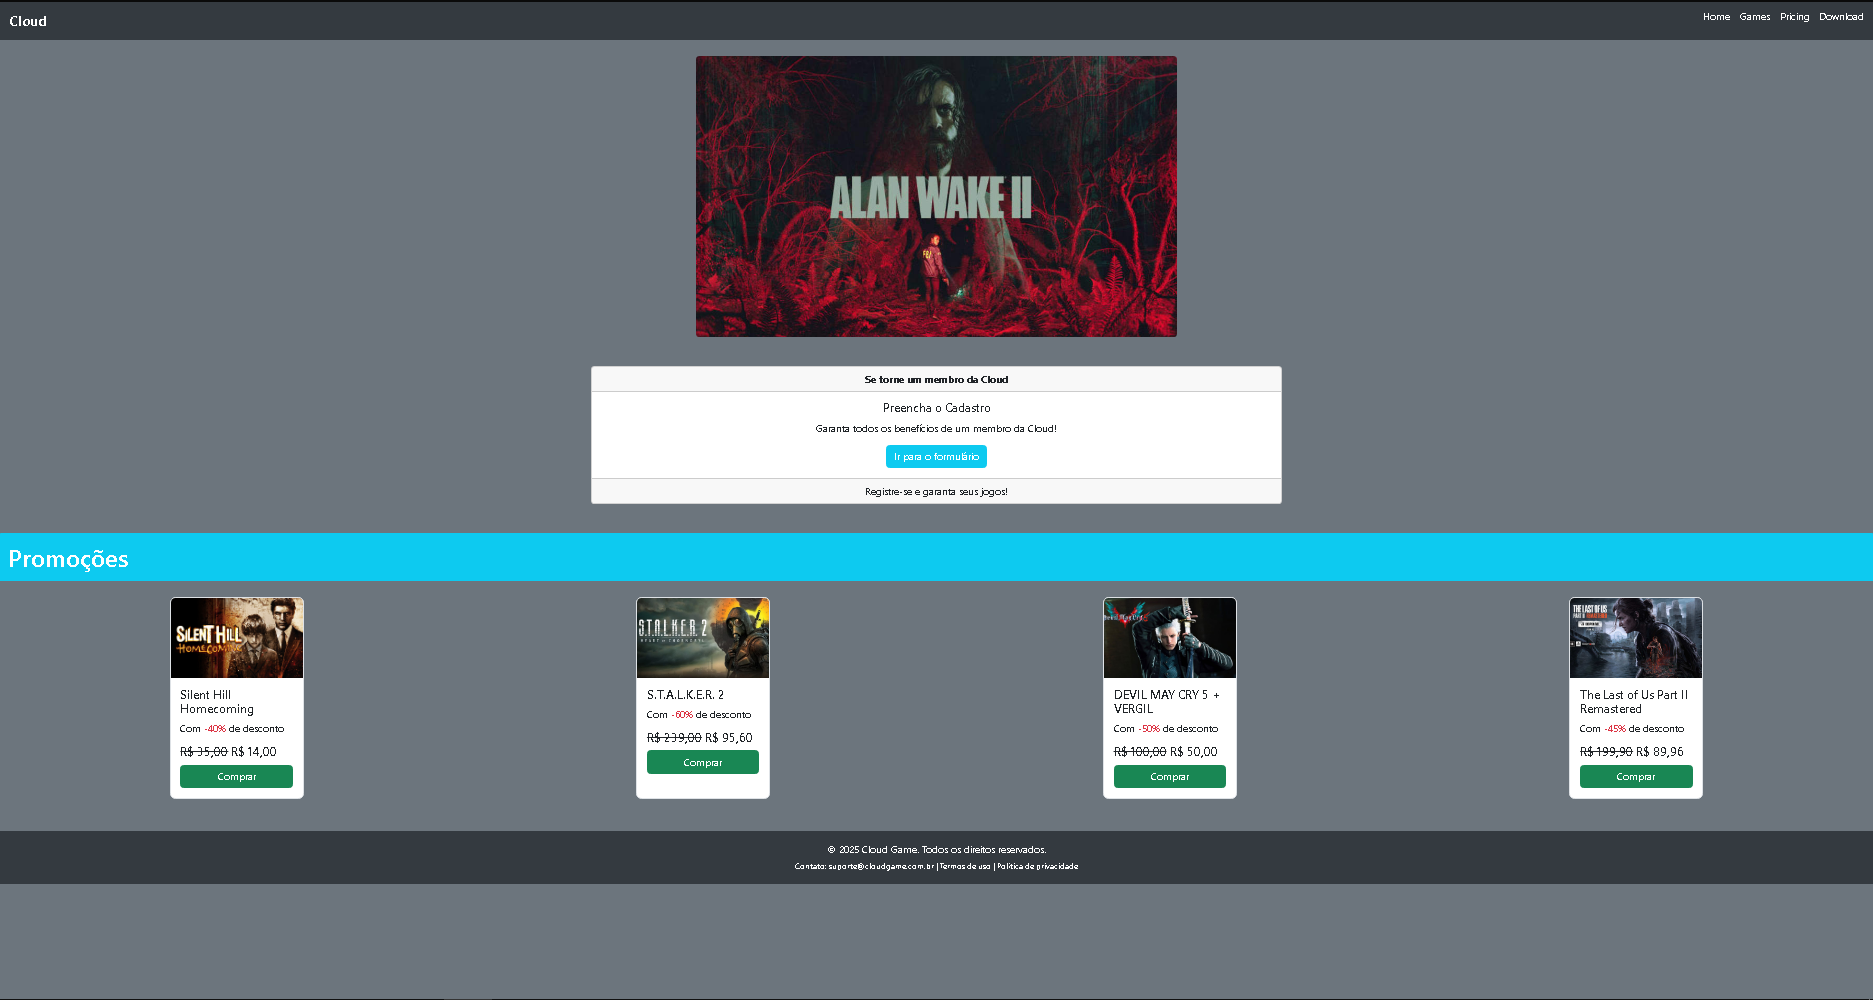 Cloud
Home Games Pricing Download
ALAN WAKE II
FBI
Se torne um membro da Cloud
Preencha o Cadastro
Garanta todos os benefícios de um membro da Cloud!
Ir para o formulário
Registre-se e garanta seus jogos!
Promoções
SILENT HILL
HOMECOMING
Silent Hill
Homecoming
Com -40% de desconto
R$ 35,00 R$ 14,00
Comprar
S.T.A.L.K.E.R. 2
S.T.A.L.K.E.R. 2
Com -60% de desconto
R$ 239,00 R$ 95,60
Comprar
Devil May Cry 5
DEVIL MAY CRY 5 +
VERGIL
Com -50% de desconto
R$ 100,00 R$ 50,00
Comprar
THE LAST OF US
PART II REMASTERED
The Last of Us Part II
Remastered
Com -45% de desconto
R$ 199,90 R$ 89,96
Comprar
© 2025 Cloud Game. Todos os direitos reservados.
Contato: suporte@cloudgame.com.br | Termos de uso | Política de privacidade